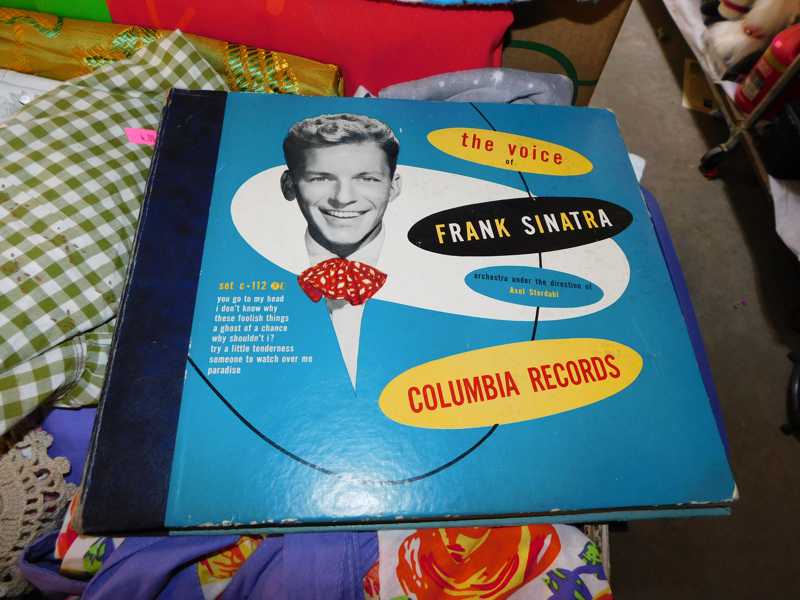 the voice
of
FRANK SINATRA
orchestra under the direction of
Axel Stordahl
set c-112
you go to my head
i don't know why
these foolish things
a ghost of a chance
why shouldn't i?
try a little tenderness
someone to watch over me
paradise
COLUMBIA RECORDS